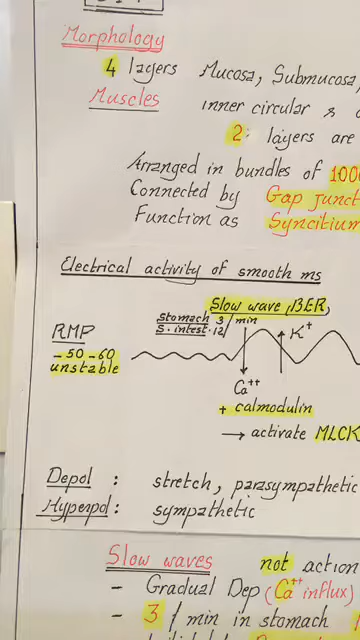 Morphology
4 layers Mucosa, Submucosa,
Muscles inner circular &
2: layers are
Arranged in bundles of 100
Connected by Gap junct
Function as Syncitium
Electrical activity of smooth ms
Slow wave, BER,
stomach 3/min
S. intest. 12
RMP
-50 -60
unstable
K+
Ca++
+ calmodulin
→ activate MLCK
Depol : stretch, parasympathetic
Hyperpol: sympathetic
Slow waves not action
- Gradual Dep (Ca++ influx)
- 3 / min in stomach